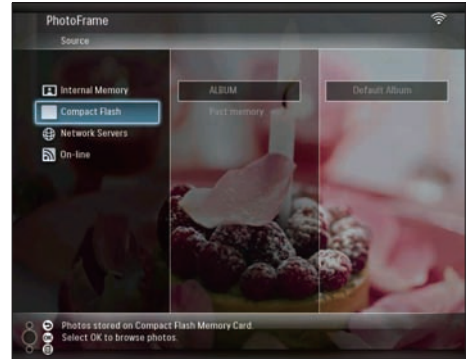 PhotoFrame
Source
Internal Memory
Compact Flash
Network Servers
On-line
ALBUM
Past memory
Default Album
Photos stored on Compact Flash Memory Card.
Select OK to browse photos.